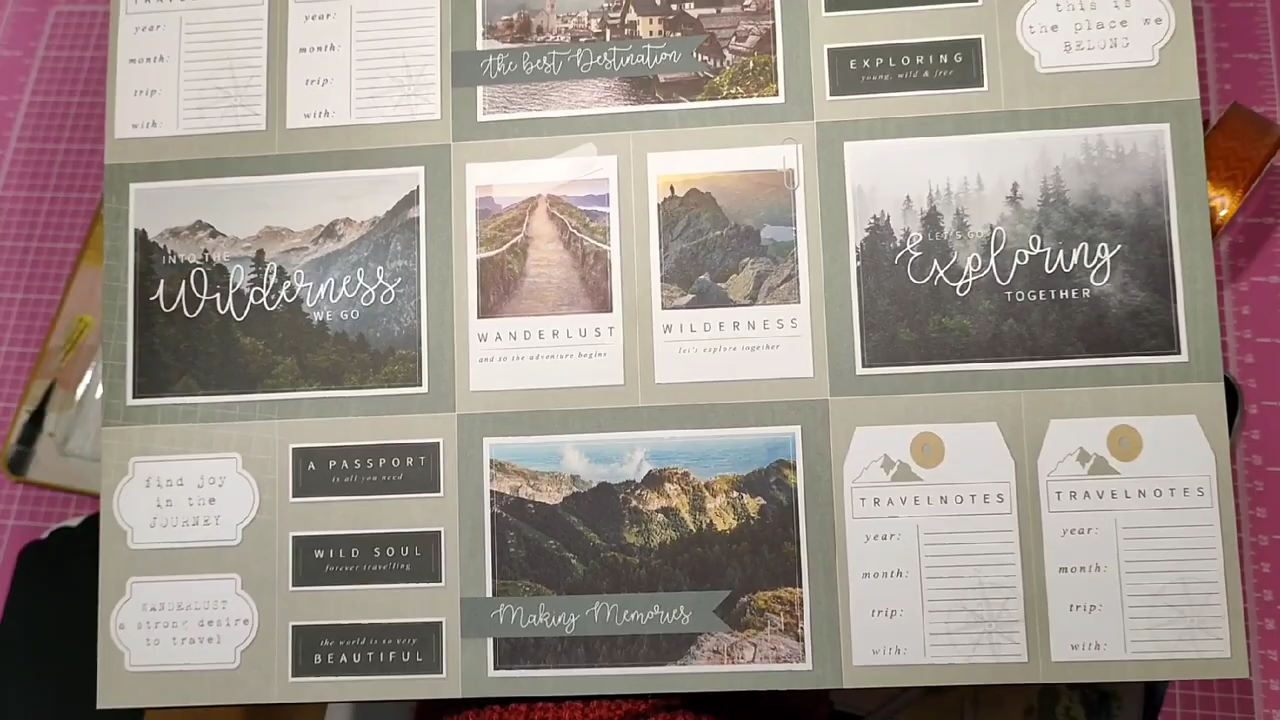 year:
month:
trip:
with:
year:
month:
trip:
with:
the best Destination
EXPLORING
young, wild & free
this is
the place we
BELONG
INTO THE
Wilderness
WE GO
WANDERLUST
and so the adventure begins
WILDERNESS
let's explore together
LET'S GO
Exploring
TOGETHER
find joy
in the
JOURNEY
WANDERLUST
a strong desire
to travel
A PASSPORT
is all you need
WILD SOUL
forever travelling
the world is so very
BEAUTIFUL
Making Memories
TRAVELNOTES
year:
month:
trip:
with:
TRAVELNOTES
year:
month:
trip:
with: